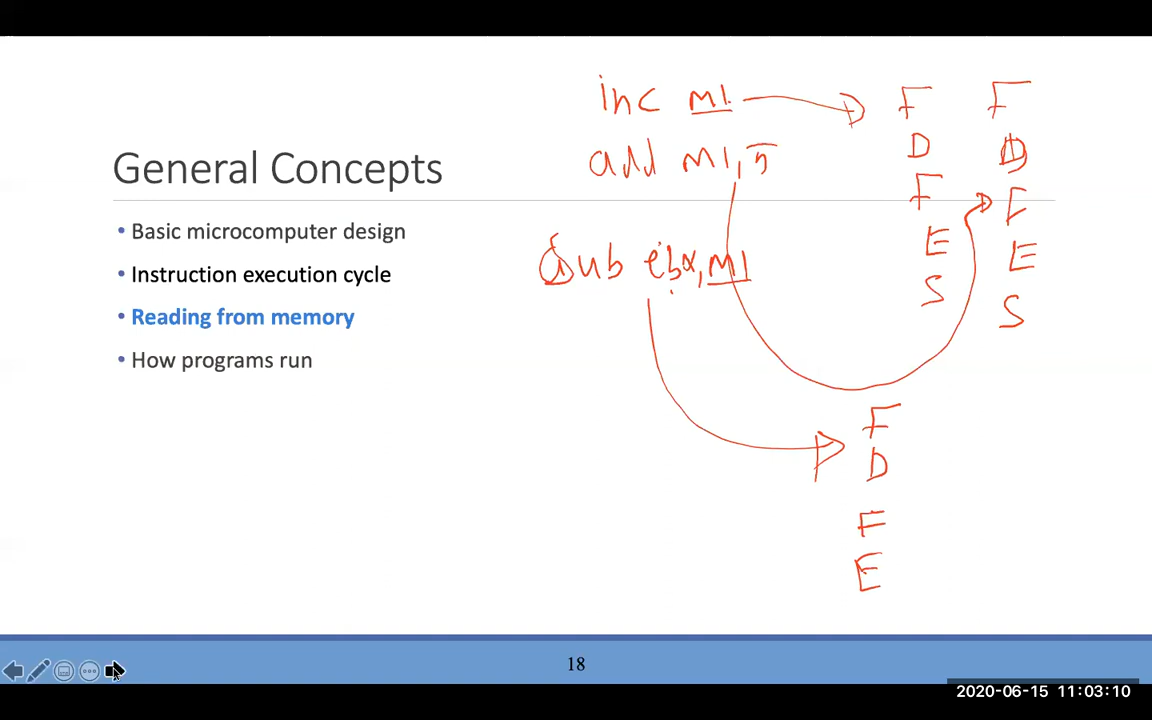 General Concepts
• Basic microcomputer design
• Instruction execution cycle
• Reading from memory
• How programs run
inc m1
add m1, 5
sub ebx, m1
F
D
F
E
S
F
D
F
E
S
F
D
F
E
18
2020-06-15 11:03:10